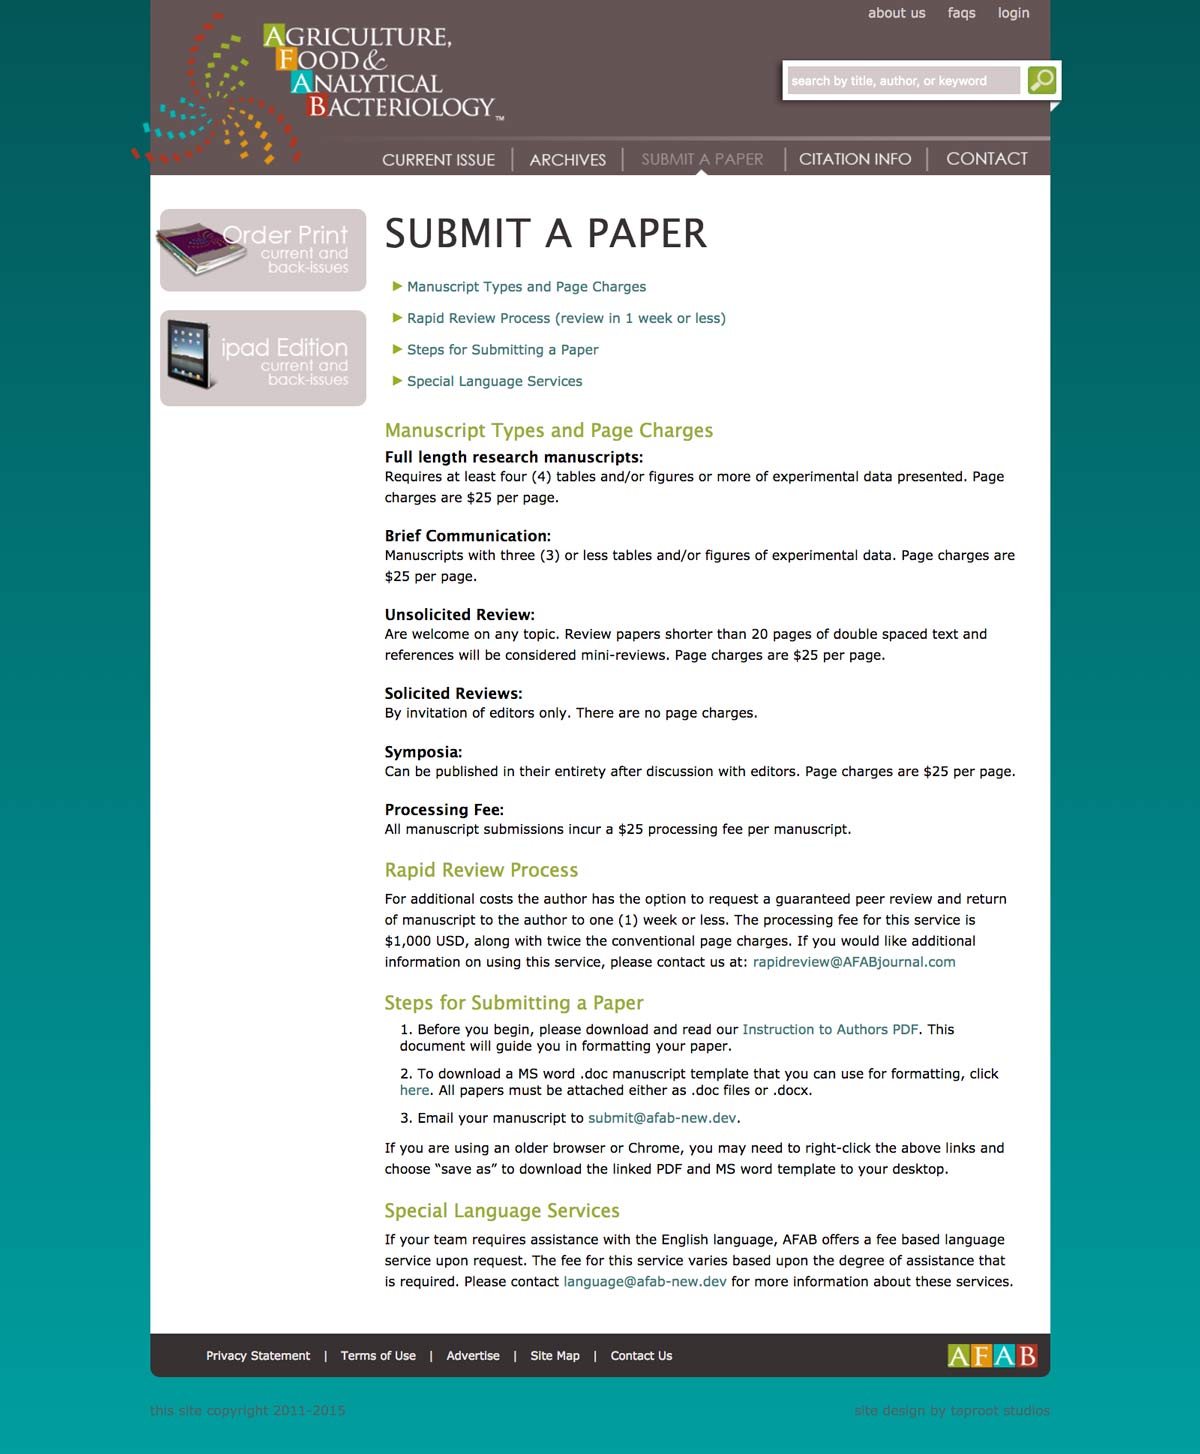 about us faqs login
AGRICULTURE,
FOOD &
ANALYTICAL
BACTERIOLOGY™
search by title, author, or keyword
CURRENT ISSUE | ARCHIVES | SUBMIT A PAPER | CITATION INFO | CONTACT
Order Print
current and
back-issues
ipad Edition
current and
back-issues
SUBMIT A PAPER
Manuscript Types and Page Charges
Rapid Review Process (review in 1 week or less)
Steps for Submitting a Paper
Special Language Services
Manuscript Types and Page Charges
Full length research manuscripts:
Requires at least four (4) tables and/or figures or more of experimental data presented. Page
charges are $25 per page.
Brief Communication:
Manuscripts with three (3) or less tables and/or figures of experimental data. Page charges are
$25 per page.
Unsolicited Review:
Are welcome on any topic. Review papers shorter than 20 pages of double spaced text and
references will be considered mini-reviews. Page charges are $25 per page.
Solicited Reviews:
By invitation of editors only. There are no page charges.
Symposia:
Can be published in their entirety after discussion with editors. Page charges are $25 per page.
Processing Fee:
All manuscript submissions incur a $25 processing fee per manuscript.
Rapid Review Process
For additional costs the author has the option to request a guaranteed peer review and return
of manuscript to the author to one (1) week or less. The processing fee for this service is
$1,000 USD, along with twice the conventional page charges. If you would like additional
information on using this service, please contact us at: rapidreview@AFABjournal.com
Steps for Submitting a Paper
1. Before you begin, please download and read our Instruction to Authors PDF. This
document will guide you in formatting your paper.
2. To download a MS word .doc manuscript template that you can use for formatting, click
here. All papers must be attached either as .doc files or .docx.
3. Email your manuscript to submit@afab-new.dev.
If you are using an older browser or Chrome, you may need to right-click the above links and
choose “save as” to download the linked PDF and MS word template to your desktop.
Special Language Services
If your team requires assistance with the English language, AFAB offers a fee based language
service upon request. The fee for this service varies based upon the degree of assistance that
is required. Please contact language@afab-new.dev for more information about these services.
Privacy Statement | Terms of Use | Advertise | Site Map | Contact Us
AFAB
this site copyright 2011-2015
site design by taproot studios